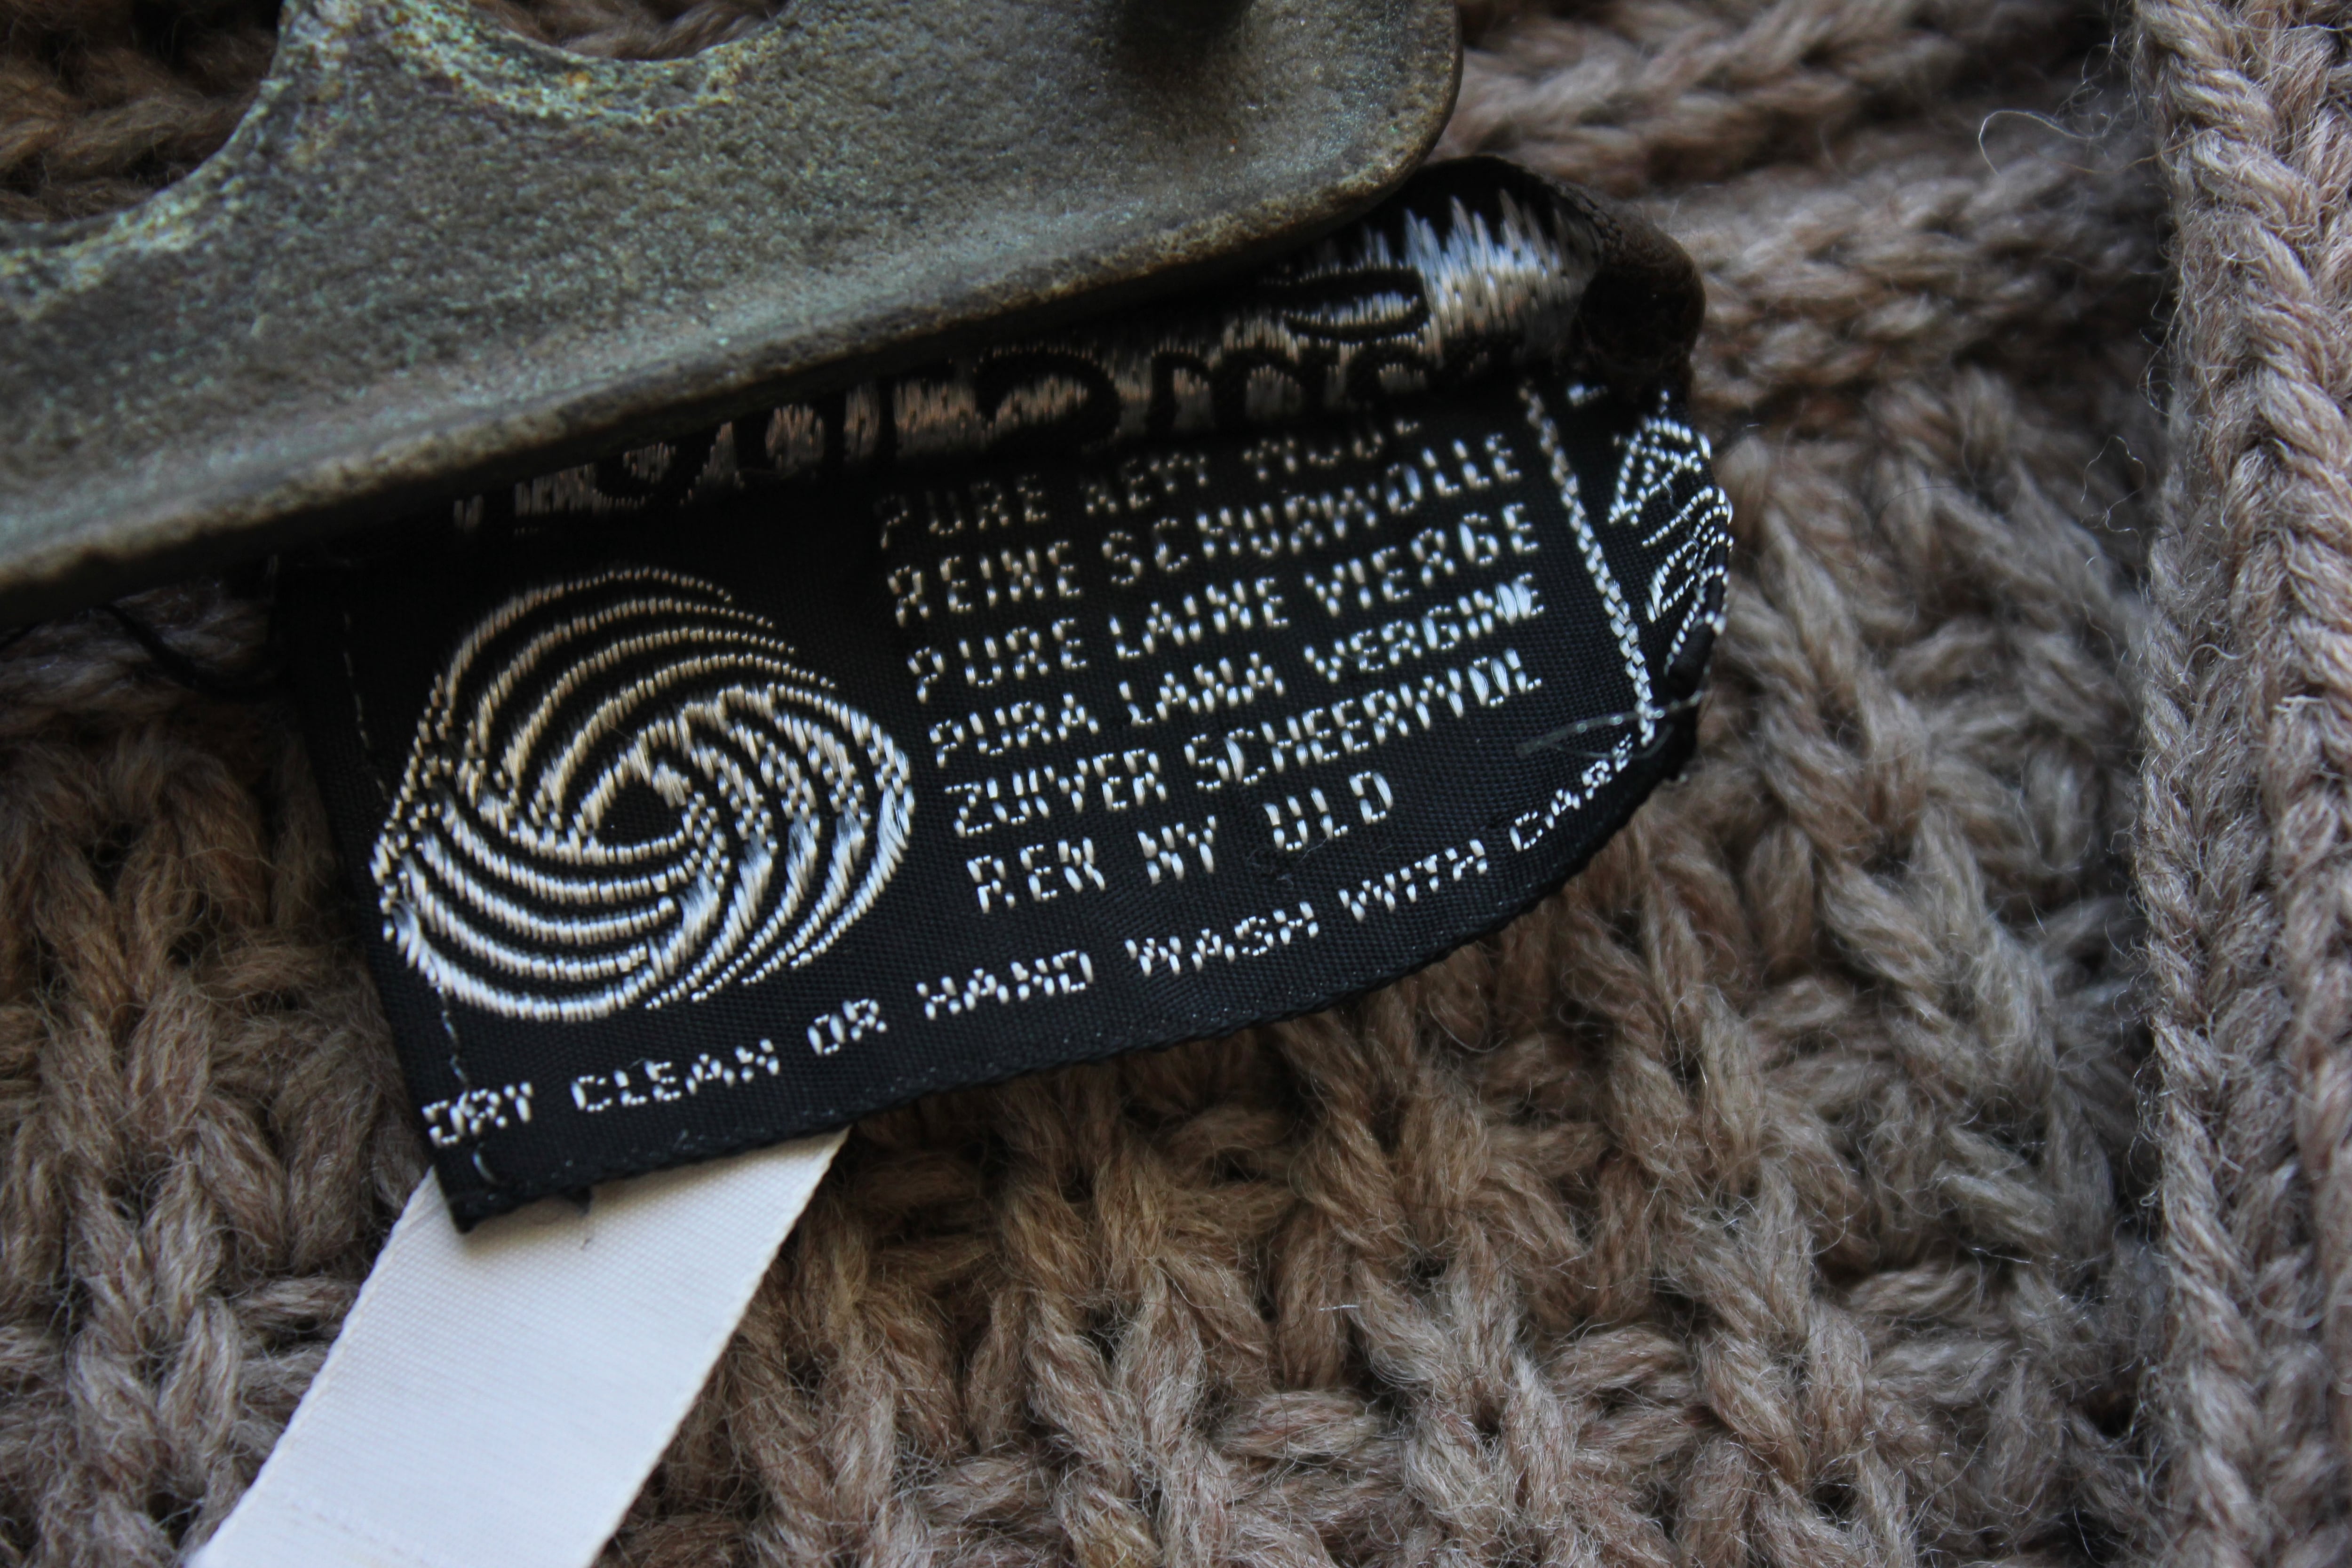 PURE NEW WOOL
REINE SCHURWOLLE
PURE LAINE VIERGE
PURA LANA VERGINE
ZUIVER SCHEERWOL
REN NY ULD
DRY CLEAN OR HAND WASH WITH CARE